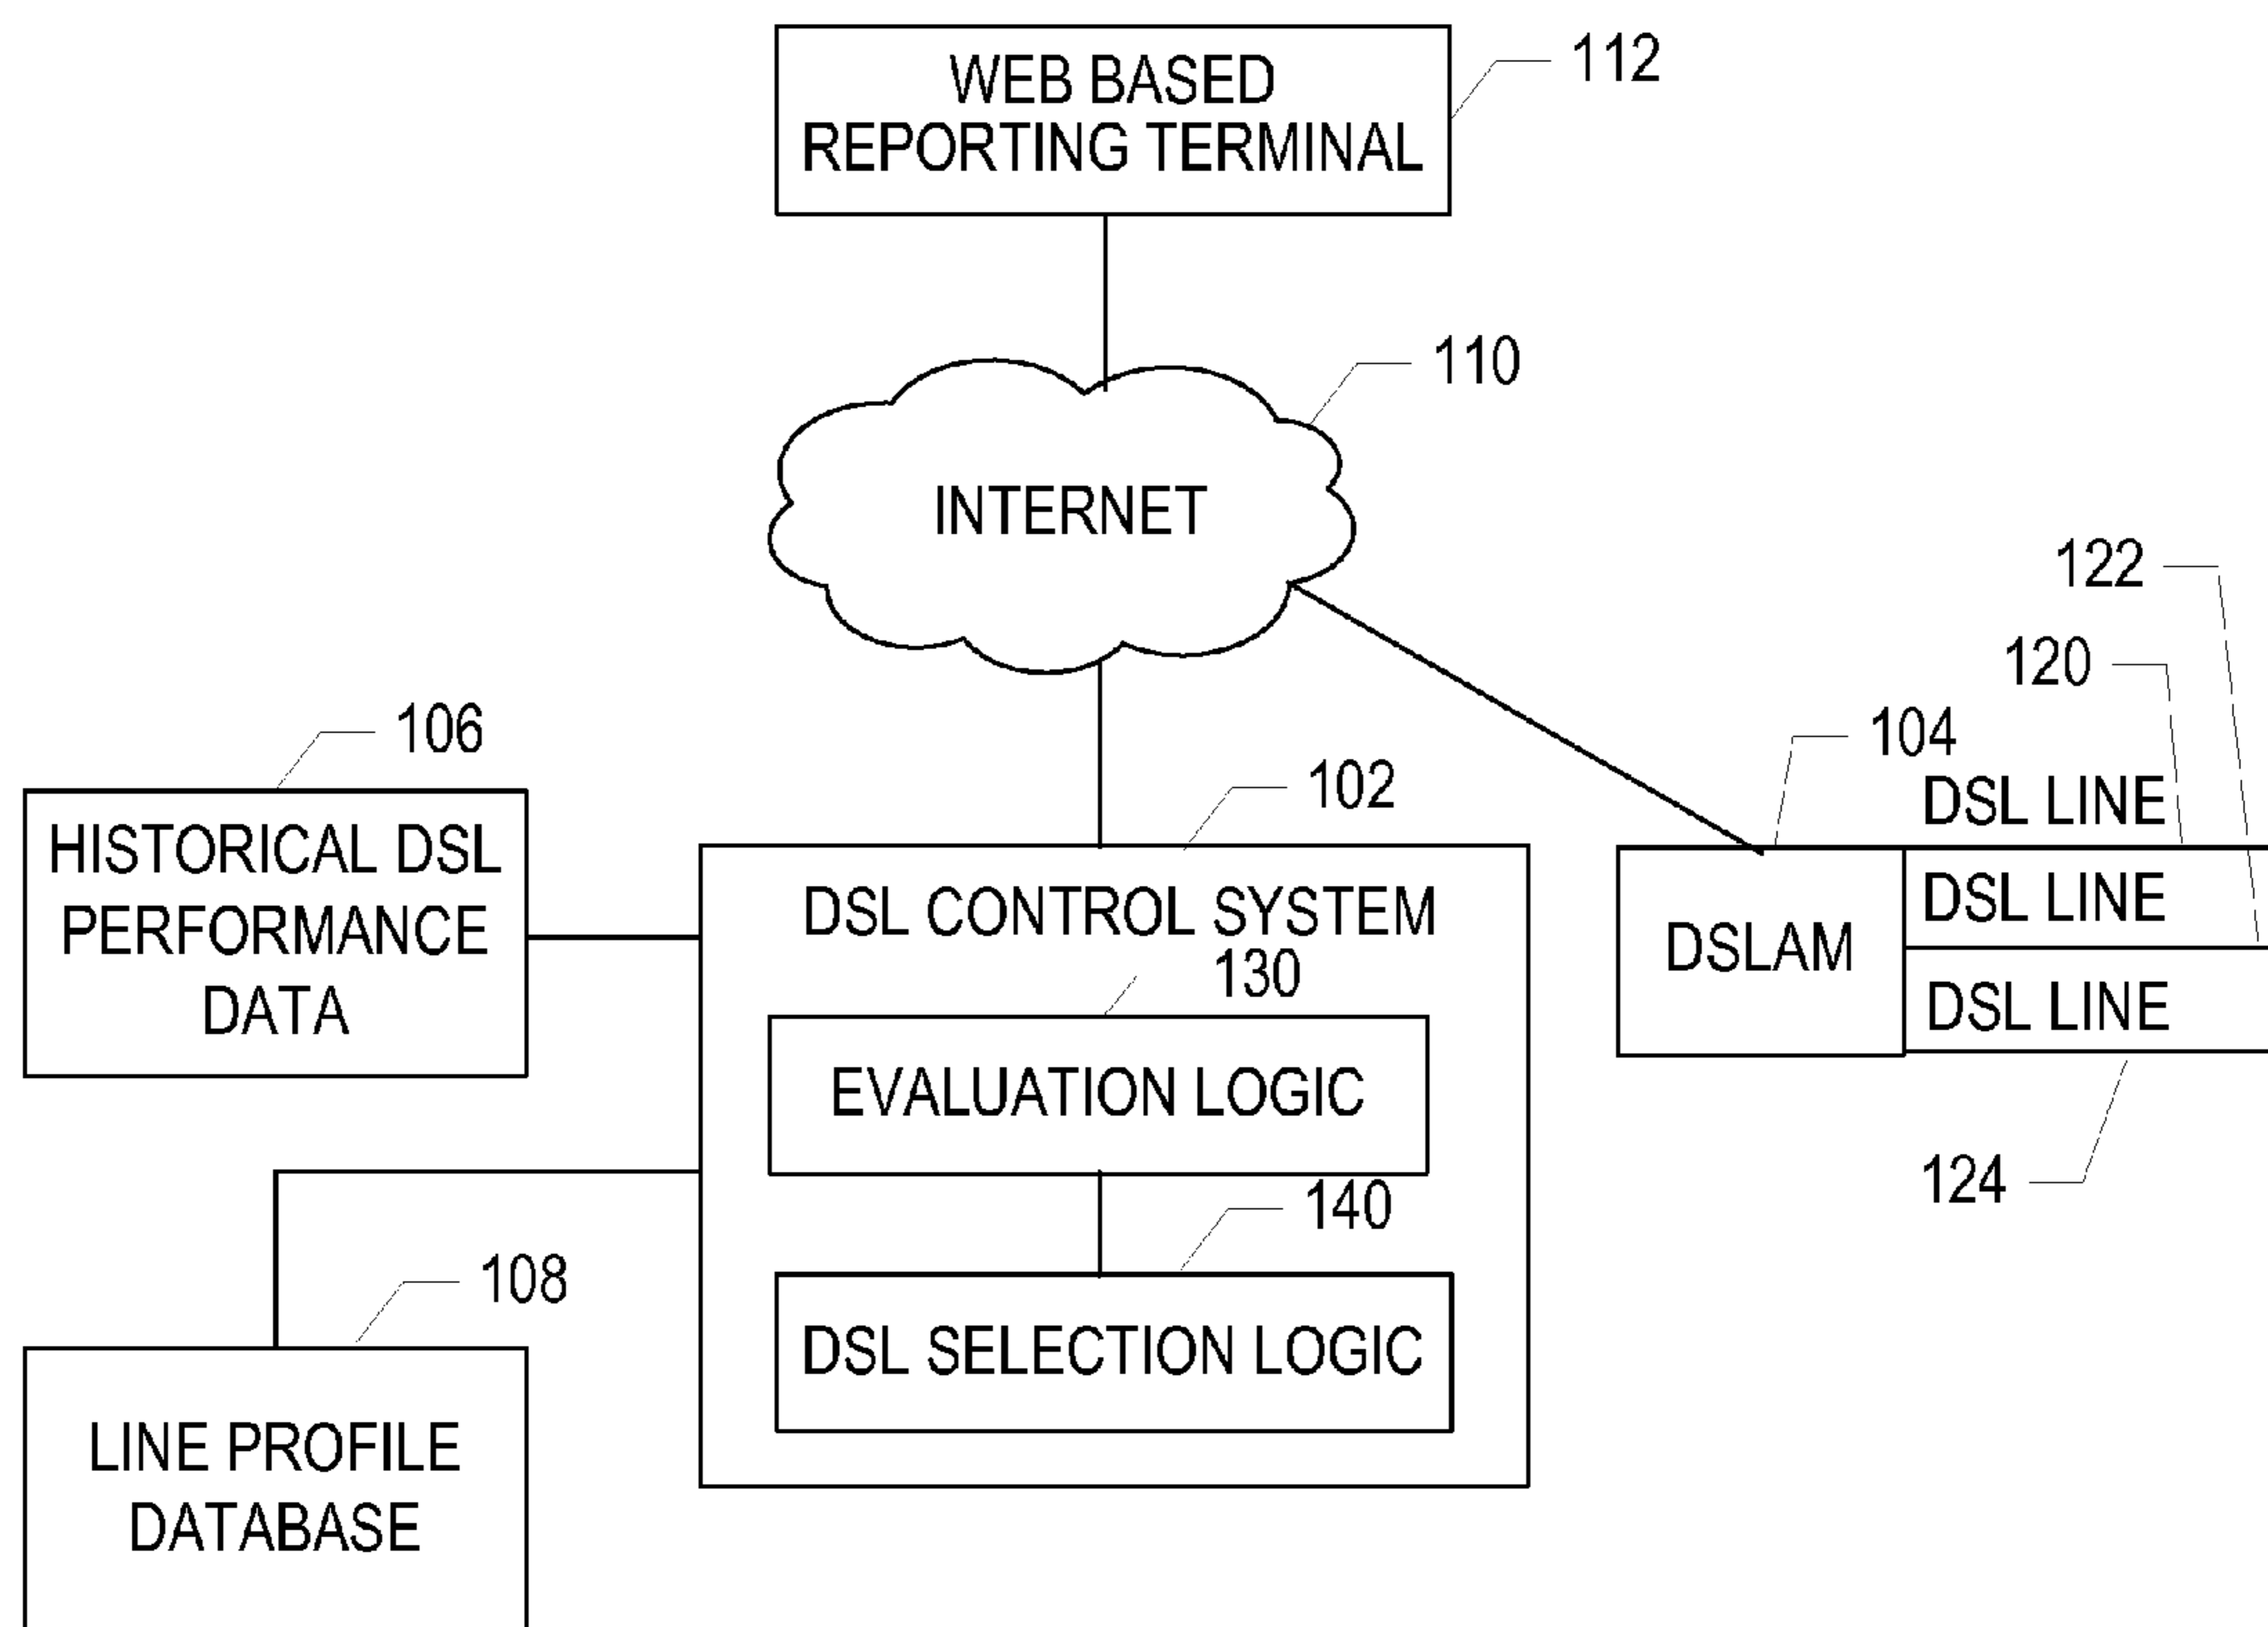 WEB BASED
REPORTING TERMINAL
112
110
INTERNET
122
120
106
104
102
DSL LINE
HISTORICAL DSL
PERFORMANCE
DATA
DSL CONTROL SYSTEM
DSL LINE
DSLAM
130
DSL LINE
EVALUATION LOGIC
124
140
108
DSL SELECTION LOGIC
LINE PROFILE
DATABASE